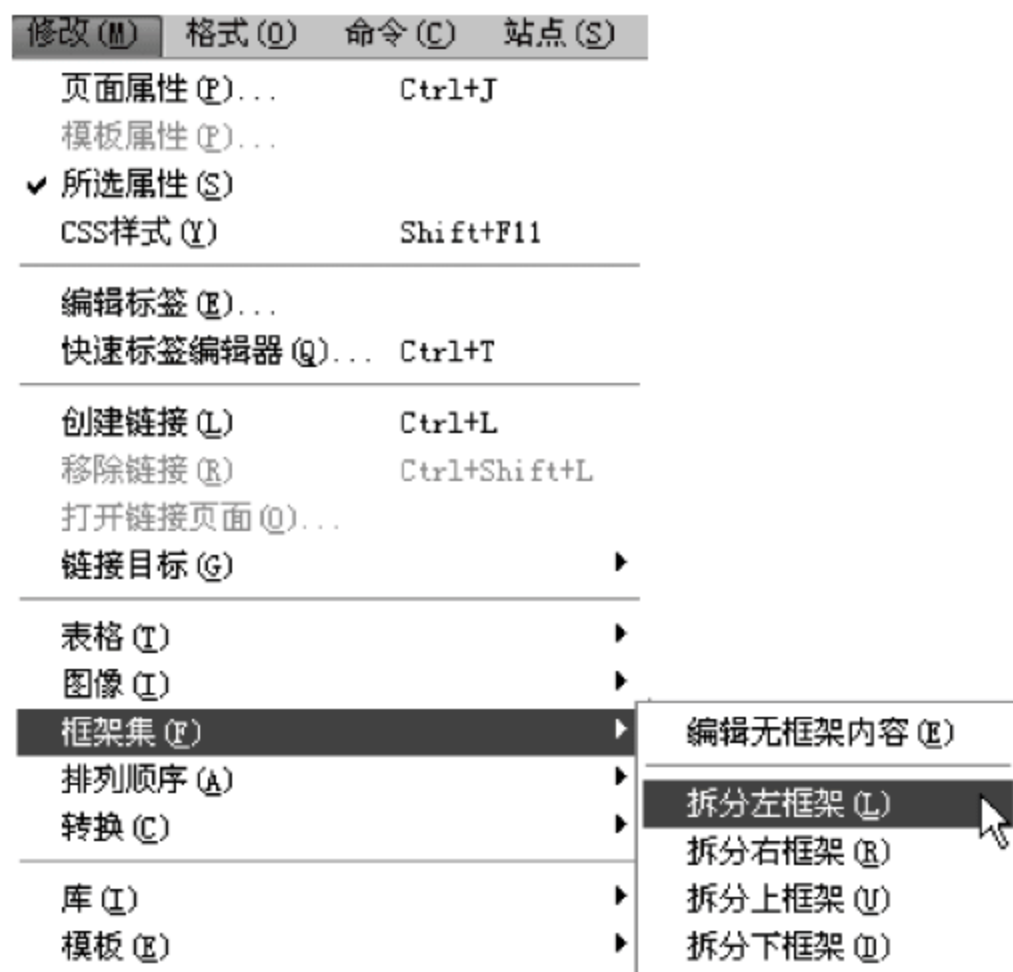 修改(M) 格式(O) 命令(C) 站点(S)
页面属性(P)... Ctrl+J
模板属性(P)...
✔ 所选属性(S)
CSS样式(Y) Shift+F11
编辑标签(E)...
快速标签编辑器(Q)... Ctrl+T
创建链接(L) Ctrl+L
移除链接(R) Ctrl+Shift+L
打开链接页面(O)...
链接目标(G)
表格(T)
图像(I)
框架集(F)
编辑无框架内容(E)
排列顺序(A)
拆分左框架(L)
转换(C)
拆分右框架(R)
库(I)
拆分上框架(U)
模板(E)
拆分下框架(D)